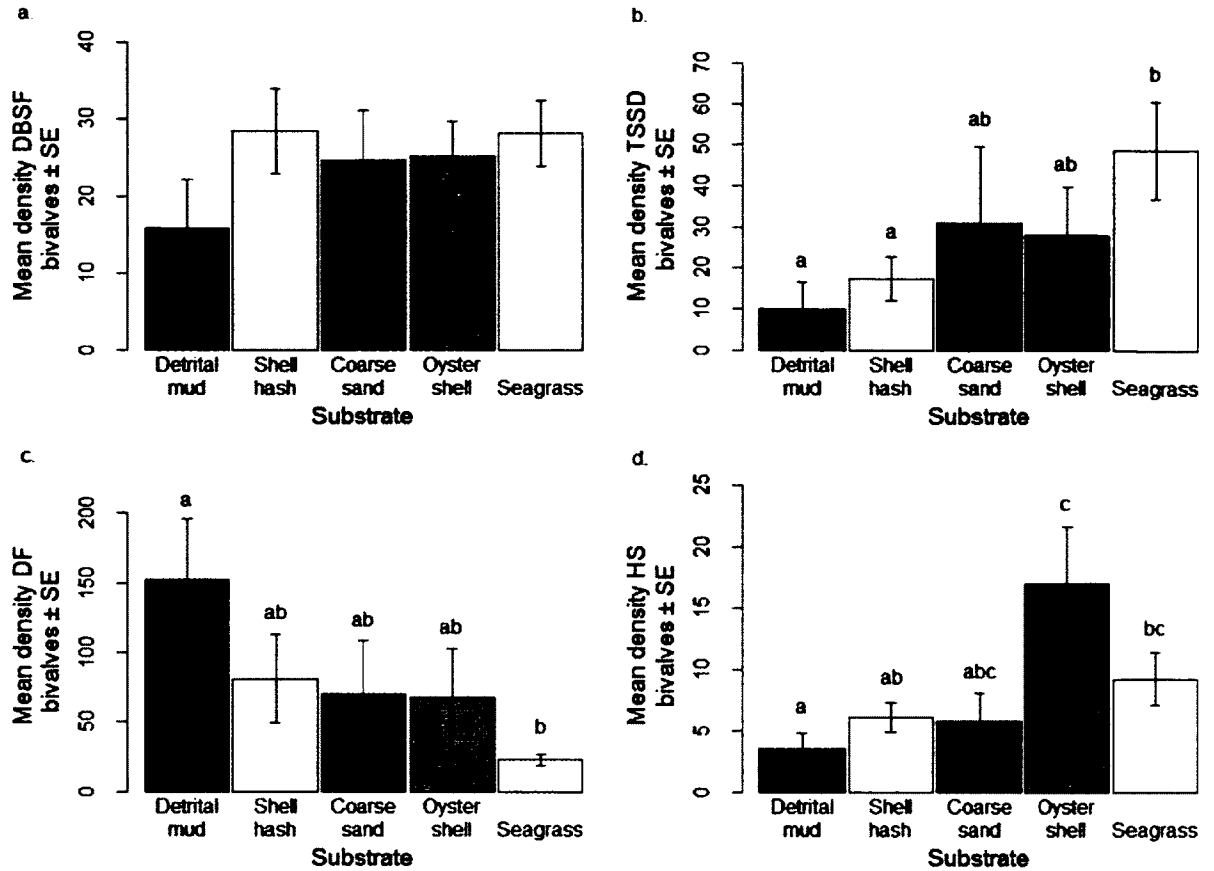 a.
Mean density DBSF
bivalves ± SE
40
30
20
10
0
Detrital
mud
Shell
hash
Coarse
sand
Oyster
shell
Seagrass
Substrate
b.
Mean density TSSD
bivalves ± SE
70
60
50
40
30
20
10
0
a
a
ab
ab
b
Detrital
mud
Shell
hash
Coarse
sand
Oyster
shell
Seagrass
Substrate
c.
Mean density DF
bivalves ± SE
200
150
100
50
0
a
ab
ab
ab
b
Detrital
mud
Shell
hash
Coarse
sand
Oyster
shell
Seagrass
Substrate
d.
Mean density HS
bivalves ± SE
25
20
15
10
5
0
a
ab
abc
c
bc
Detrital
mud
Shell
hash
Coarse
sand
Oyster
shell
Seagrass
Substrate